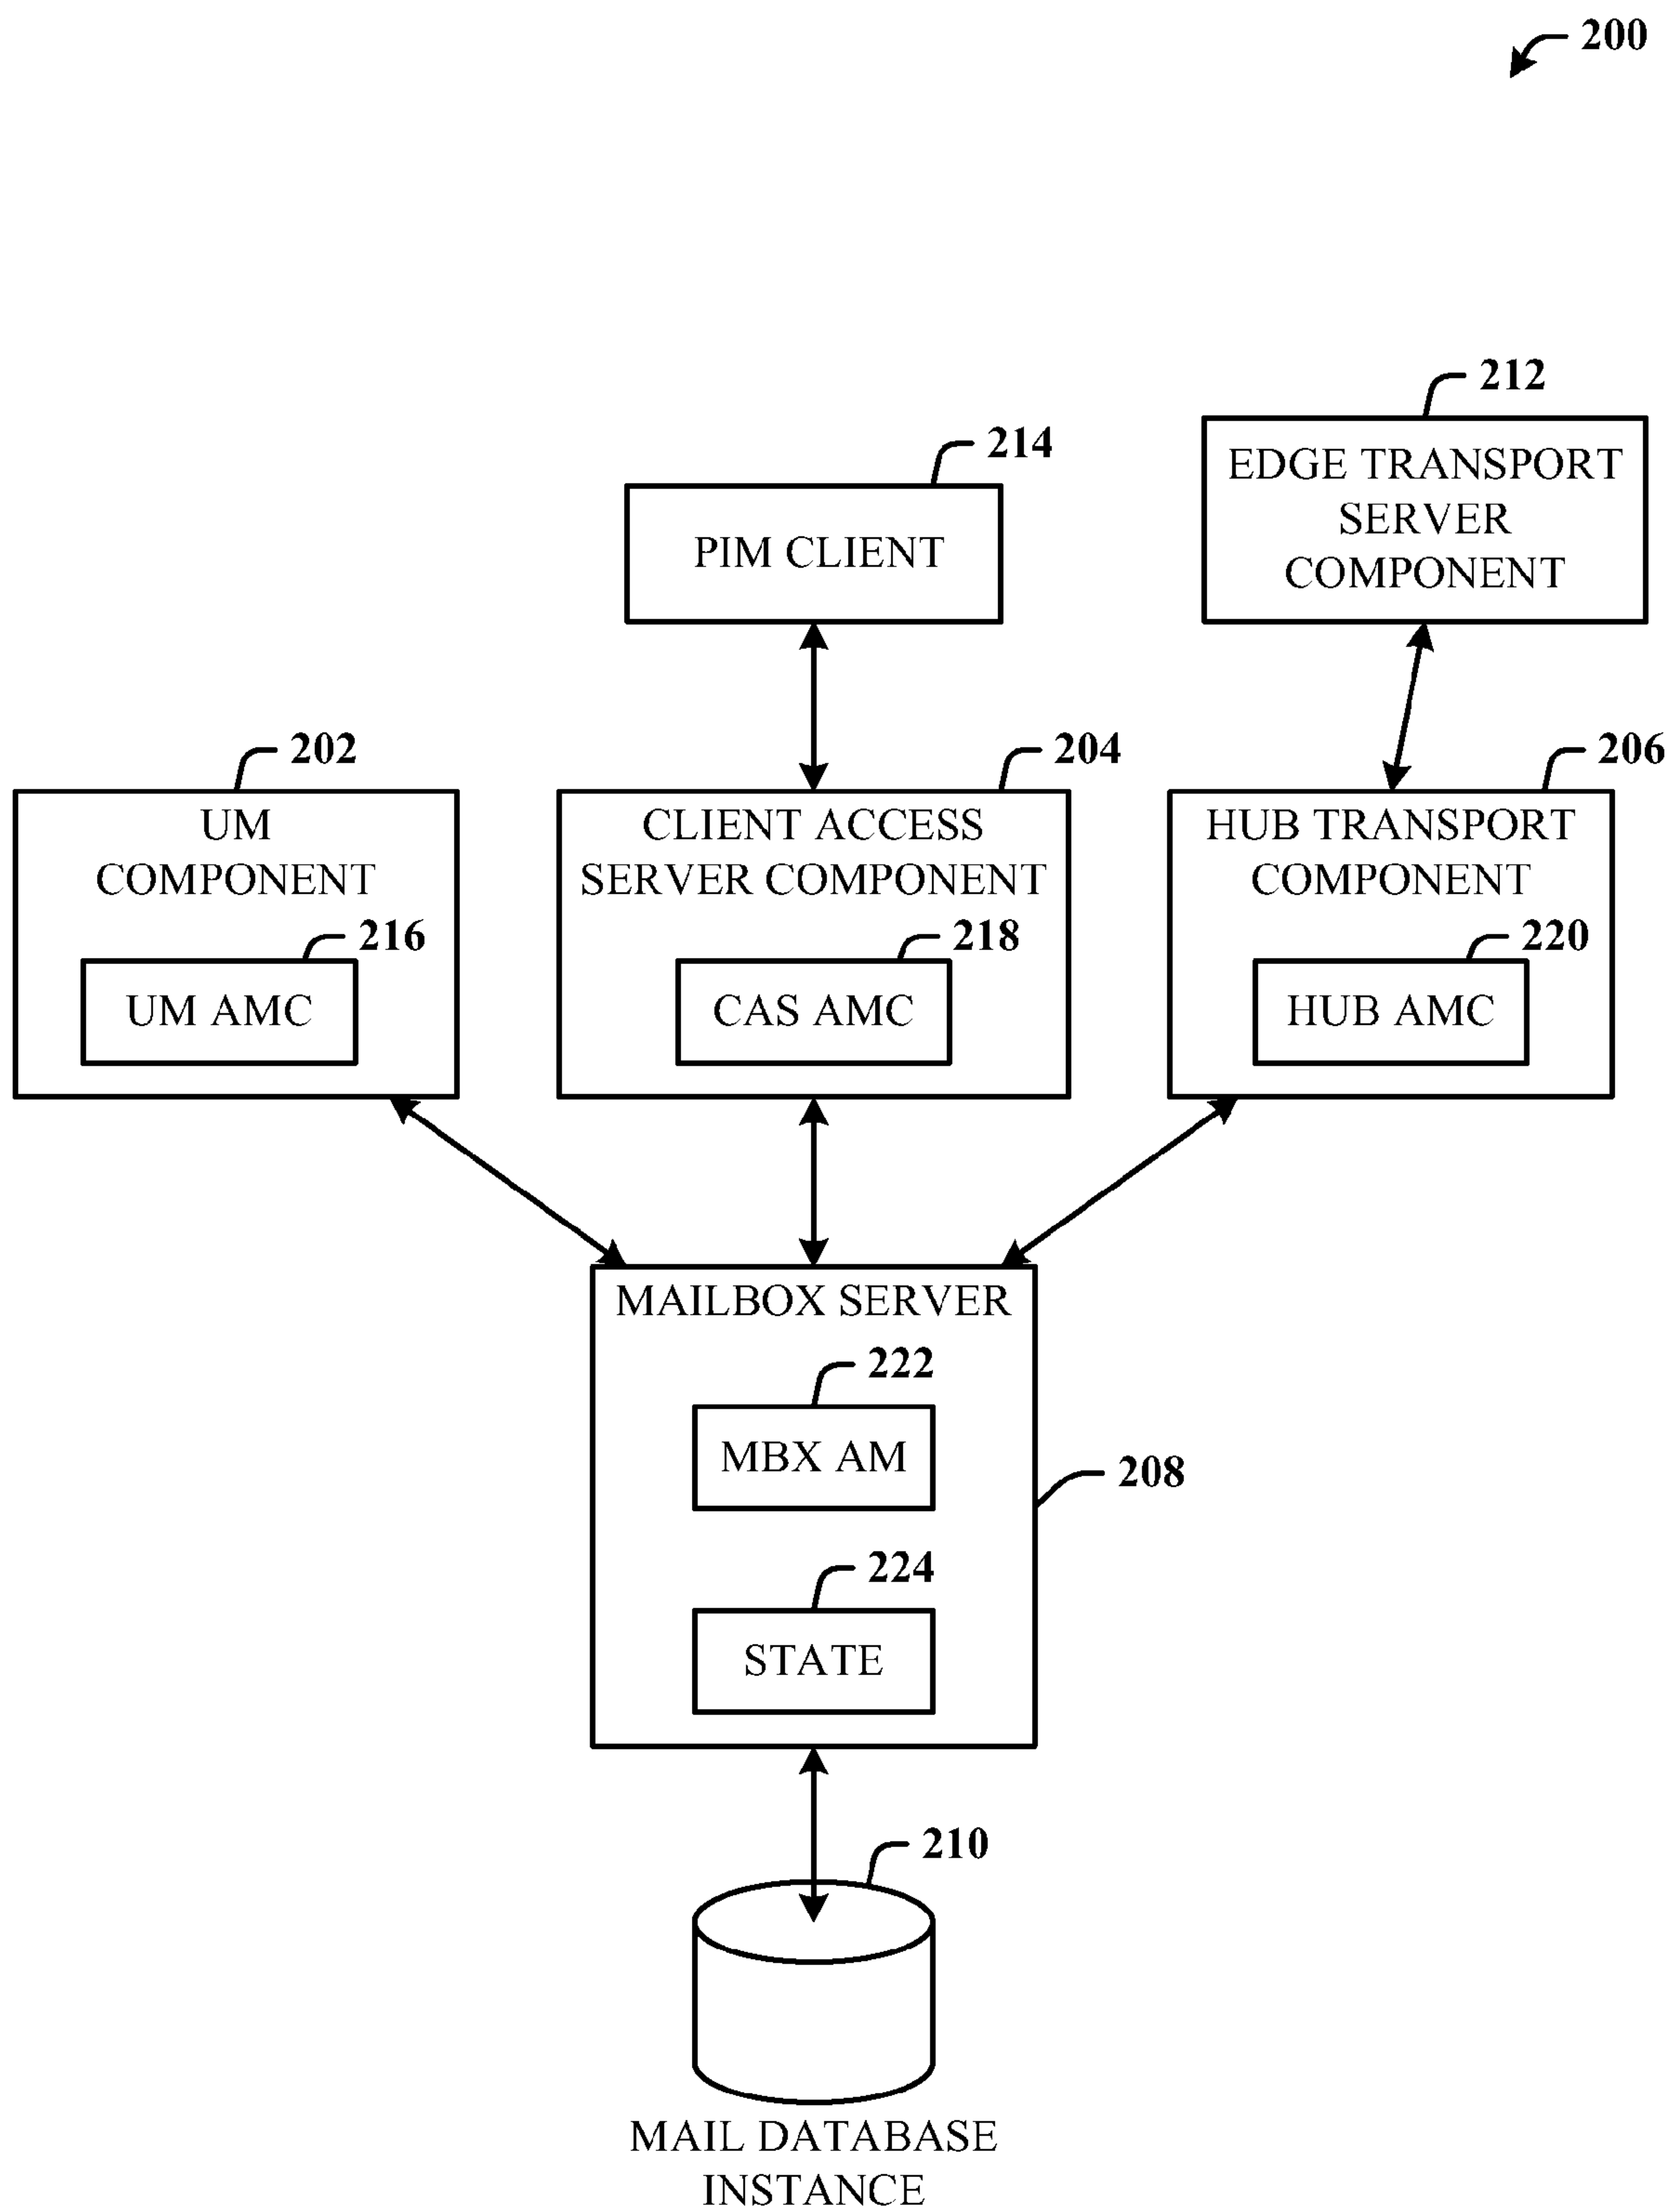 200
212
EDGE TRANSPORT
SERVER
COMPONENT
214
PIM CLIENT
202
UM
COMPONENT
216
UM AMC
204
CLIENT ACCESS
SERVER COMPONENT
218
CAS AMC
206
HUB TRANSPORT
COMPONENT
220
HUB AMC
MAILBOX SERVER
222
MBX AM
208
224
STATE
210
MAIL DATABASE
INSTANCE